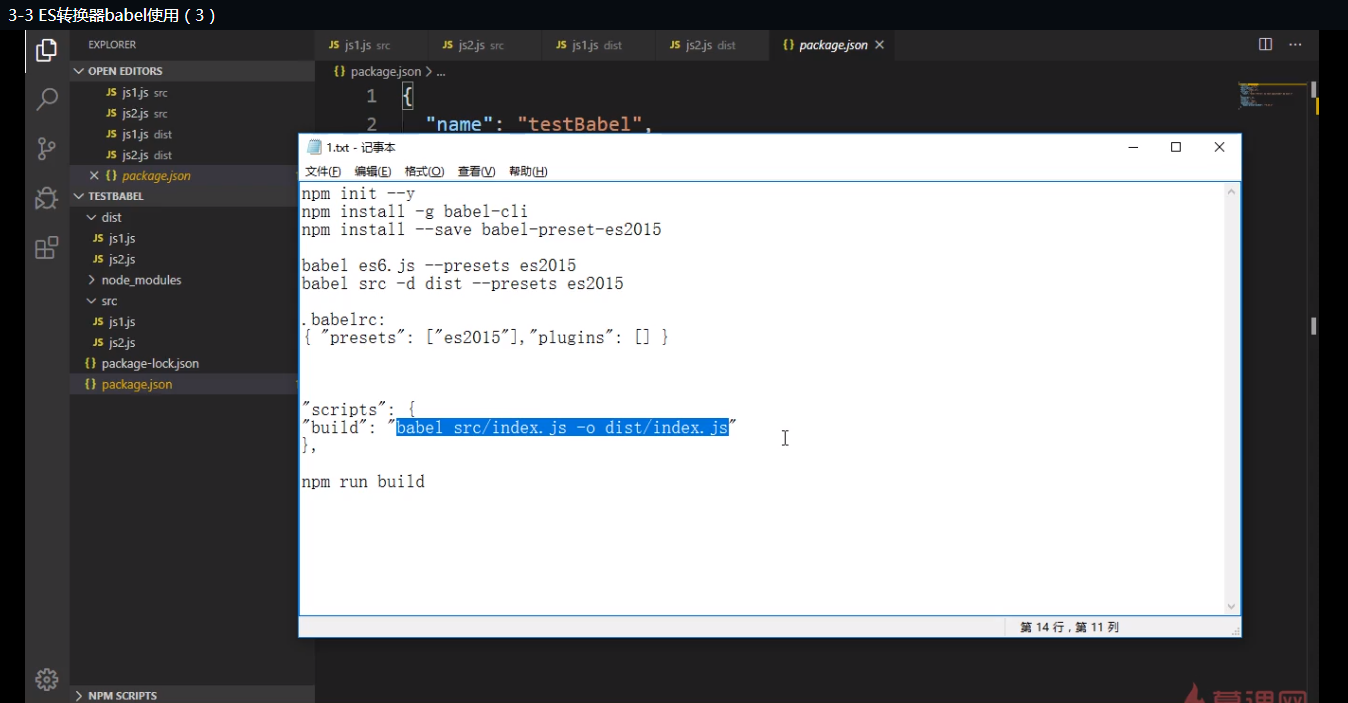 3-3 ES转换器babel使用（3）
EXPLORER
OPEN EDITORS
JS js1.js src
JS js2.js src
JS js1.js dist
JS js2.js dist
{} package.json
TESTBABEL
dist
JS js1.js
JS js2.js
node_modules
src
JS js1.js
JS js2.js
{} package-lock.json
{} package.json
NPM SCRIPTS
JS js1.js src
JS js2.js src
JS js1.js dist
JS js2.js dist
{} package.json
{} package.json > ...
1 {
2 "name": "testBabel",
1.txt - 记事本
文件(F) 编辑(E) 格式(O) 查看(V) 帮助(H)
npm init --y
npm install -g babel-cli
npm install --save babel-preset-es2015
babel es6.js --presets es2015
babel src -d dist --presets es2015
.babelrc:
{ "presets": ["es2015"],"plugins": [] }
"scripts": {
"build": "babel src/index.js -o dist/index.js"
},
npm run build
第 14 行，第 11 列
慕课网